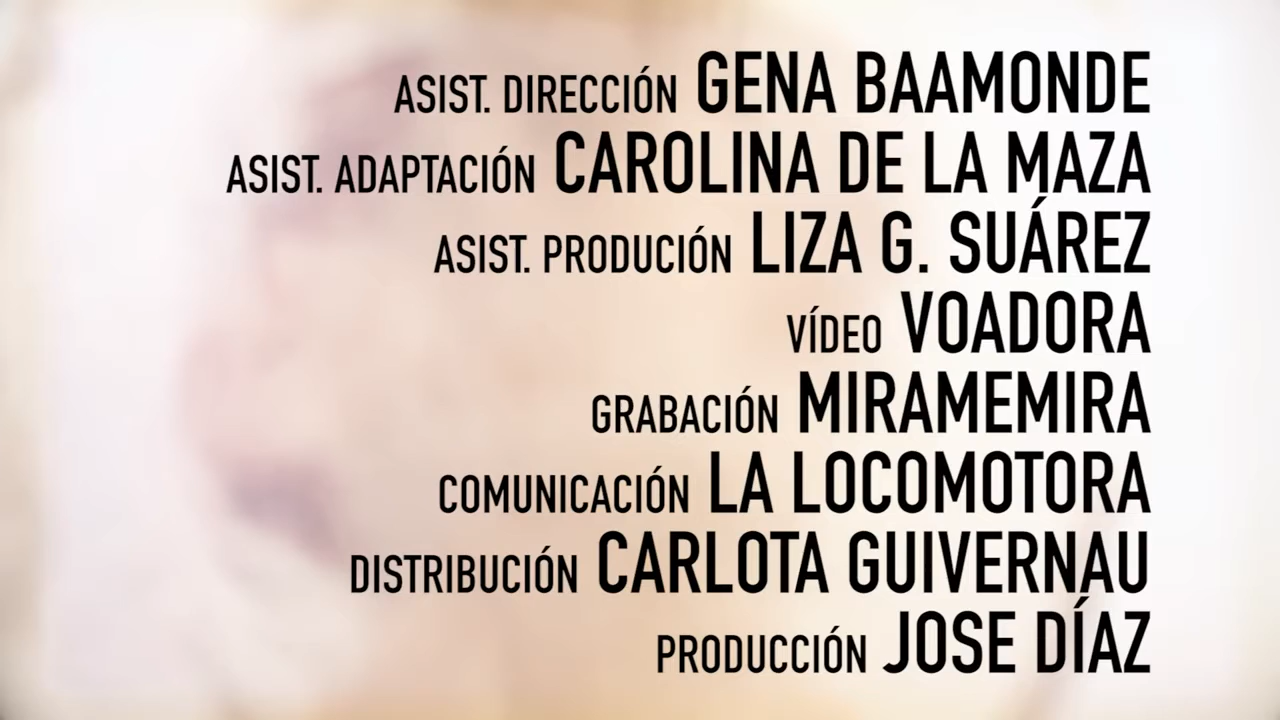 ASIST. DIRECCIÓN GENA BAAMONDE
ASIST. ADAPTACIÓN CAROLINA DE LA MAZA
ASIST. PRODUCIÓN LIZA G. SUÁREZ
VÍDEO VOADORA
GRABACIÓN MIRAMEMIRA
COMUNICACIÓN LA LOCOMOTORA
DISTRIBUCIÓN CARLOTA GUIVERNAU
PRODUCCIÓN JOSE DÍAZ